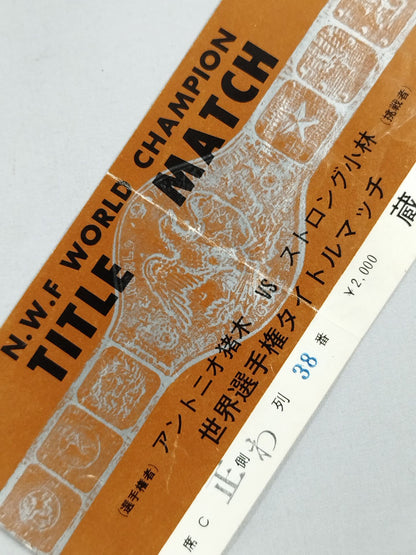 N.W.F WORLD CHAMPION
TITLE MATCH
(選手権者) アントニオ猪木 VS ストロング小林 (挑戦者)
世界選手権タイトルマッチ
¥2,000
蔵
席 C 正 側 わ 列 38 番